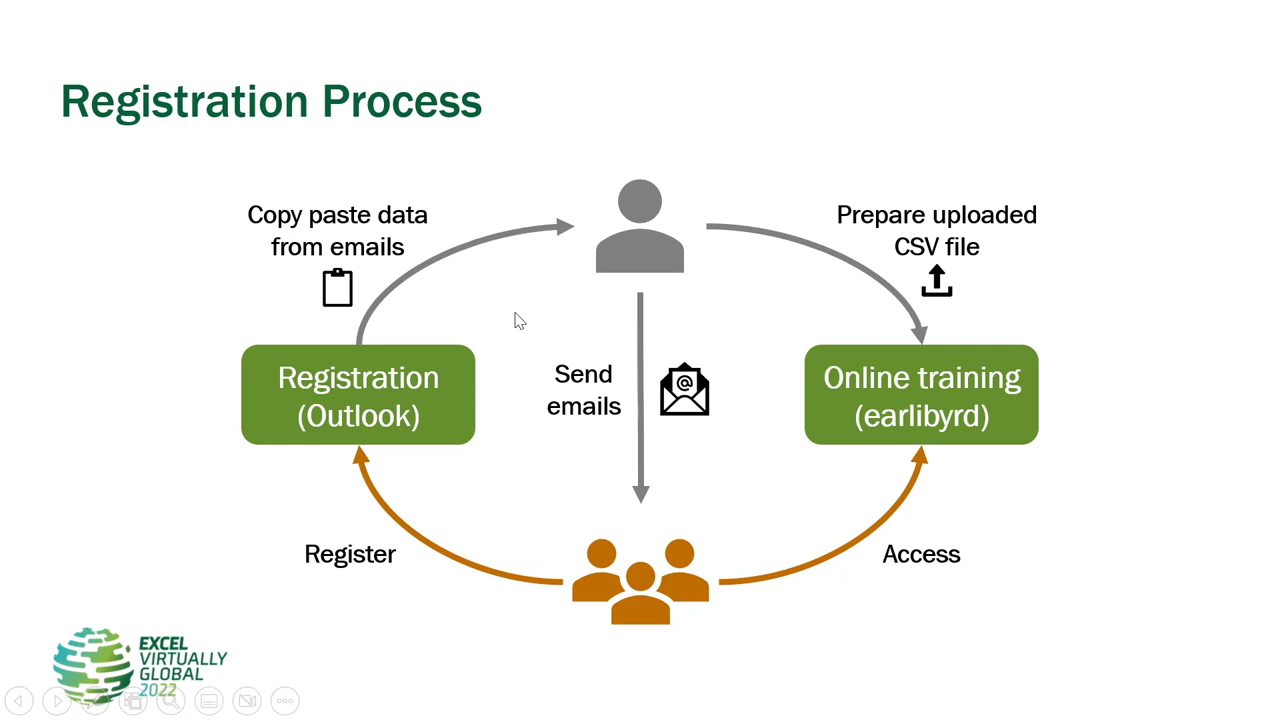 Registration Process
Copy paste data
from emails
Prepare uploaded
CSV file
Registration
(Outlook)
Send
emails
@
Online training
(earlibyrd)
Register
Access
EXCEL
VIRTUALLY
GLOBAL
2022